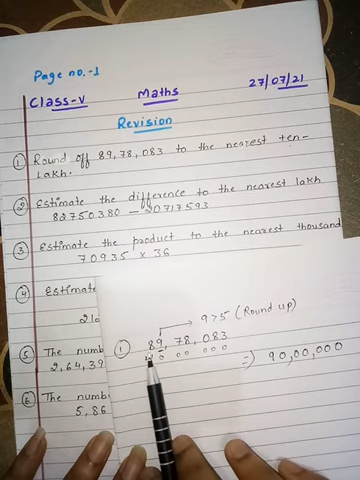 Page no.-1
Class-V Maths 27/07/21
Revision
① Round off 89,78,083 to the nearest ten-
lakh.
② Estimate the difference to the nearest lakh
82750380 - 20717593
③ Estimate the product to the nearest thousand
70935 x 36
④ Estimate
⑤ The numb
2,64,39
⑥ The num
5,86
9>5 (Round up)
① 89,78,083
0 00 000
=) 90,00,000